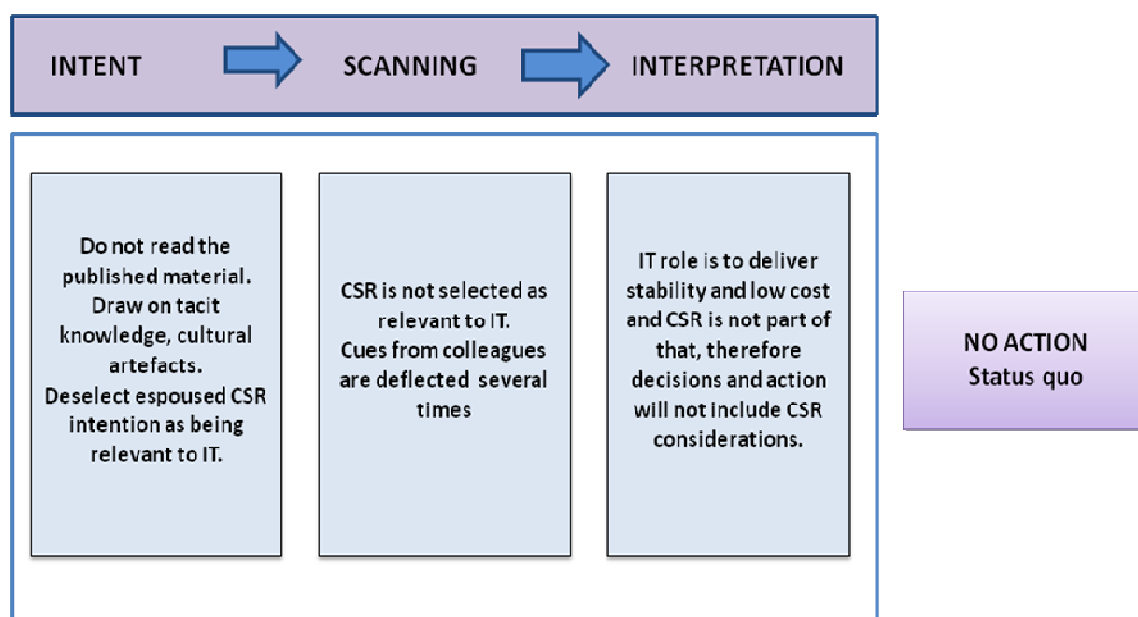 INTENT
SCANNING
INTERPRETATION
Do not read the
published material.
Draw on tacit
knowledge, cultural
artefacts.
Deselect espoused CSR
intention as being
relevant to IT.
CSR is not selected as
relevant to IT.
Cues from colleagues
are deflected several
times
IT role is to deliver
stability and low cost
and CSR is not part of
that, therefore
decisions and action
will not include CSR
considerations.
NO ACTION
Status quo